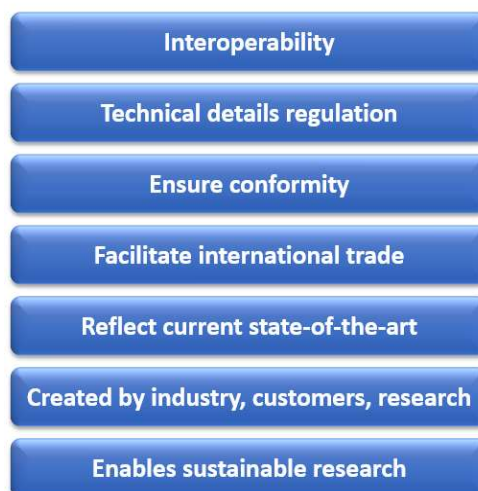 Interoperability
Technical details regulation
Ensure conformity
Facilitate international trade
Reflect current state-of-the-art
Created by industry, customers, research
Enables sustainable research